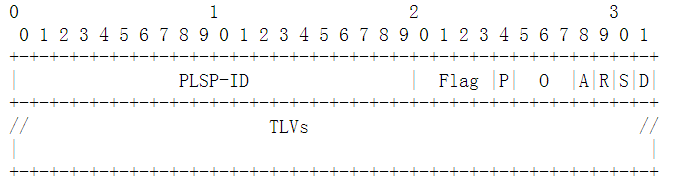 0                   1                   2                   3
 0 1 2 3 4 5 6 7 8 9 0 1 2 3 4 5 6 7 8 9 0 1 2 3 4 5 6 7 8 9 0 1
+-+-+-+-+-+-+-+-+-+-+-+-+-+-+-+-+-+-+-+-+-+-+-+-+-+-+-+-+-+-+-+-+
|                PLSP-ID                |  Flag |P|  O  |A|R|S|D|
+-+-+-+-+-+-+-+-+-+-+-+-+-+-+-+-+-+-+-+-+-+-+-+-+-+-+-+-+-+-+-+-+
//                        TLVs                                 //
|                                                               |
+-+-+-+-+-+-+-+-+-+-+-+-+-+-+-+-+-+-+-+-+-+-+-+-+-+-+-+-+-+-+-+-+